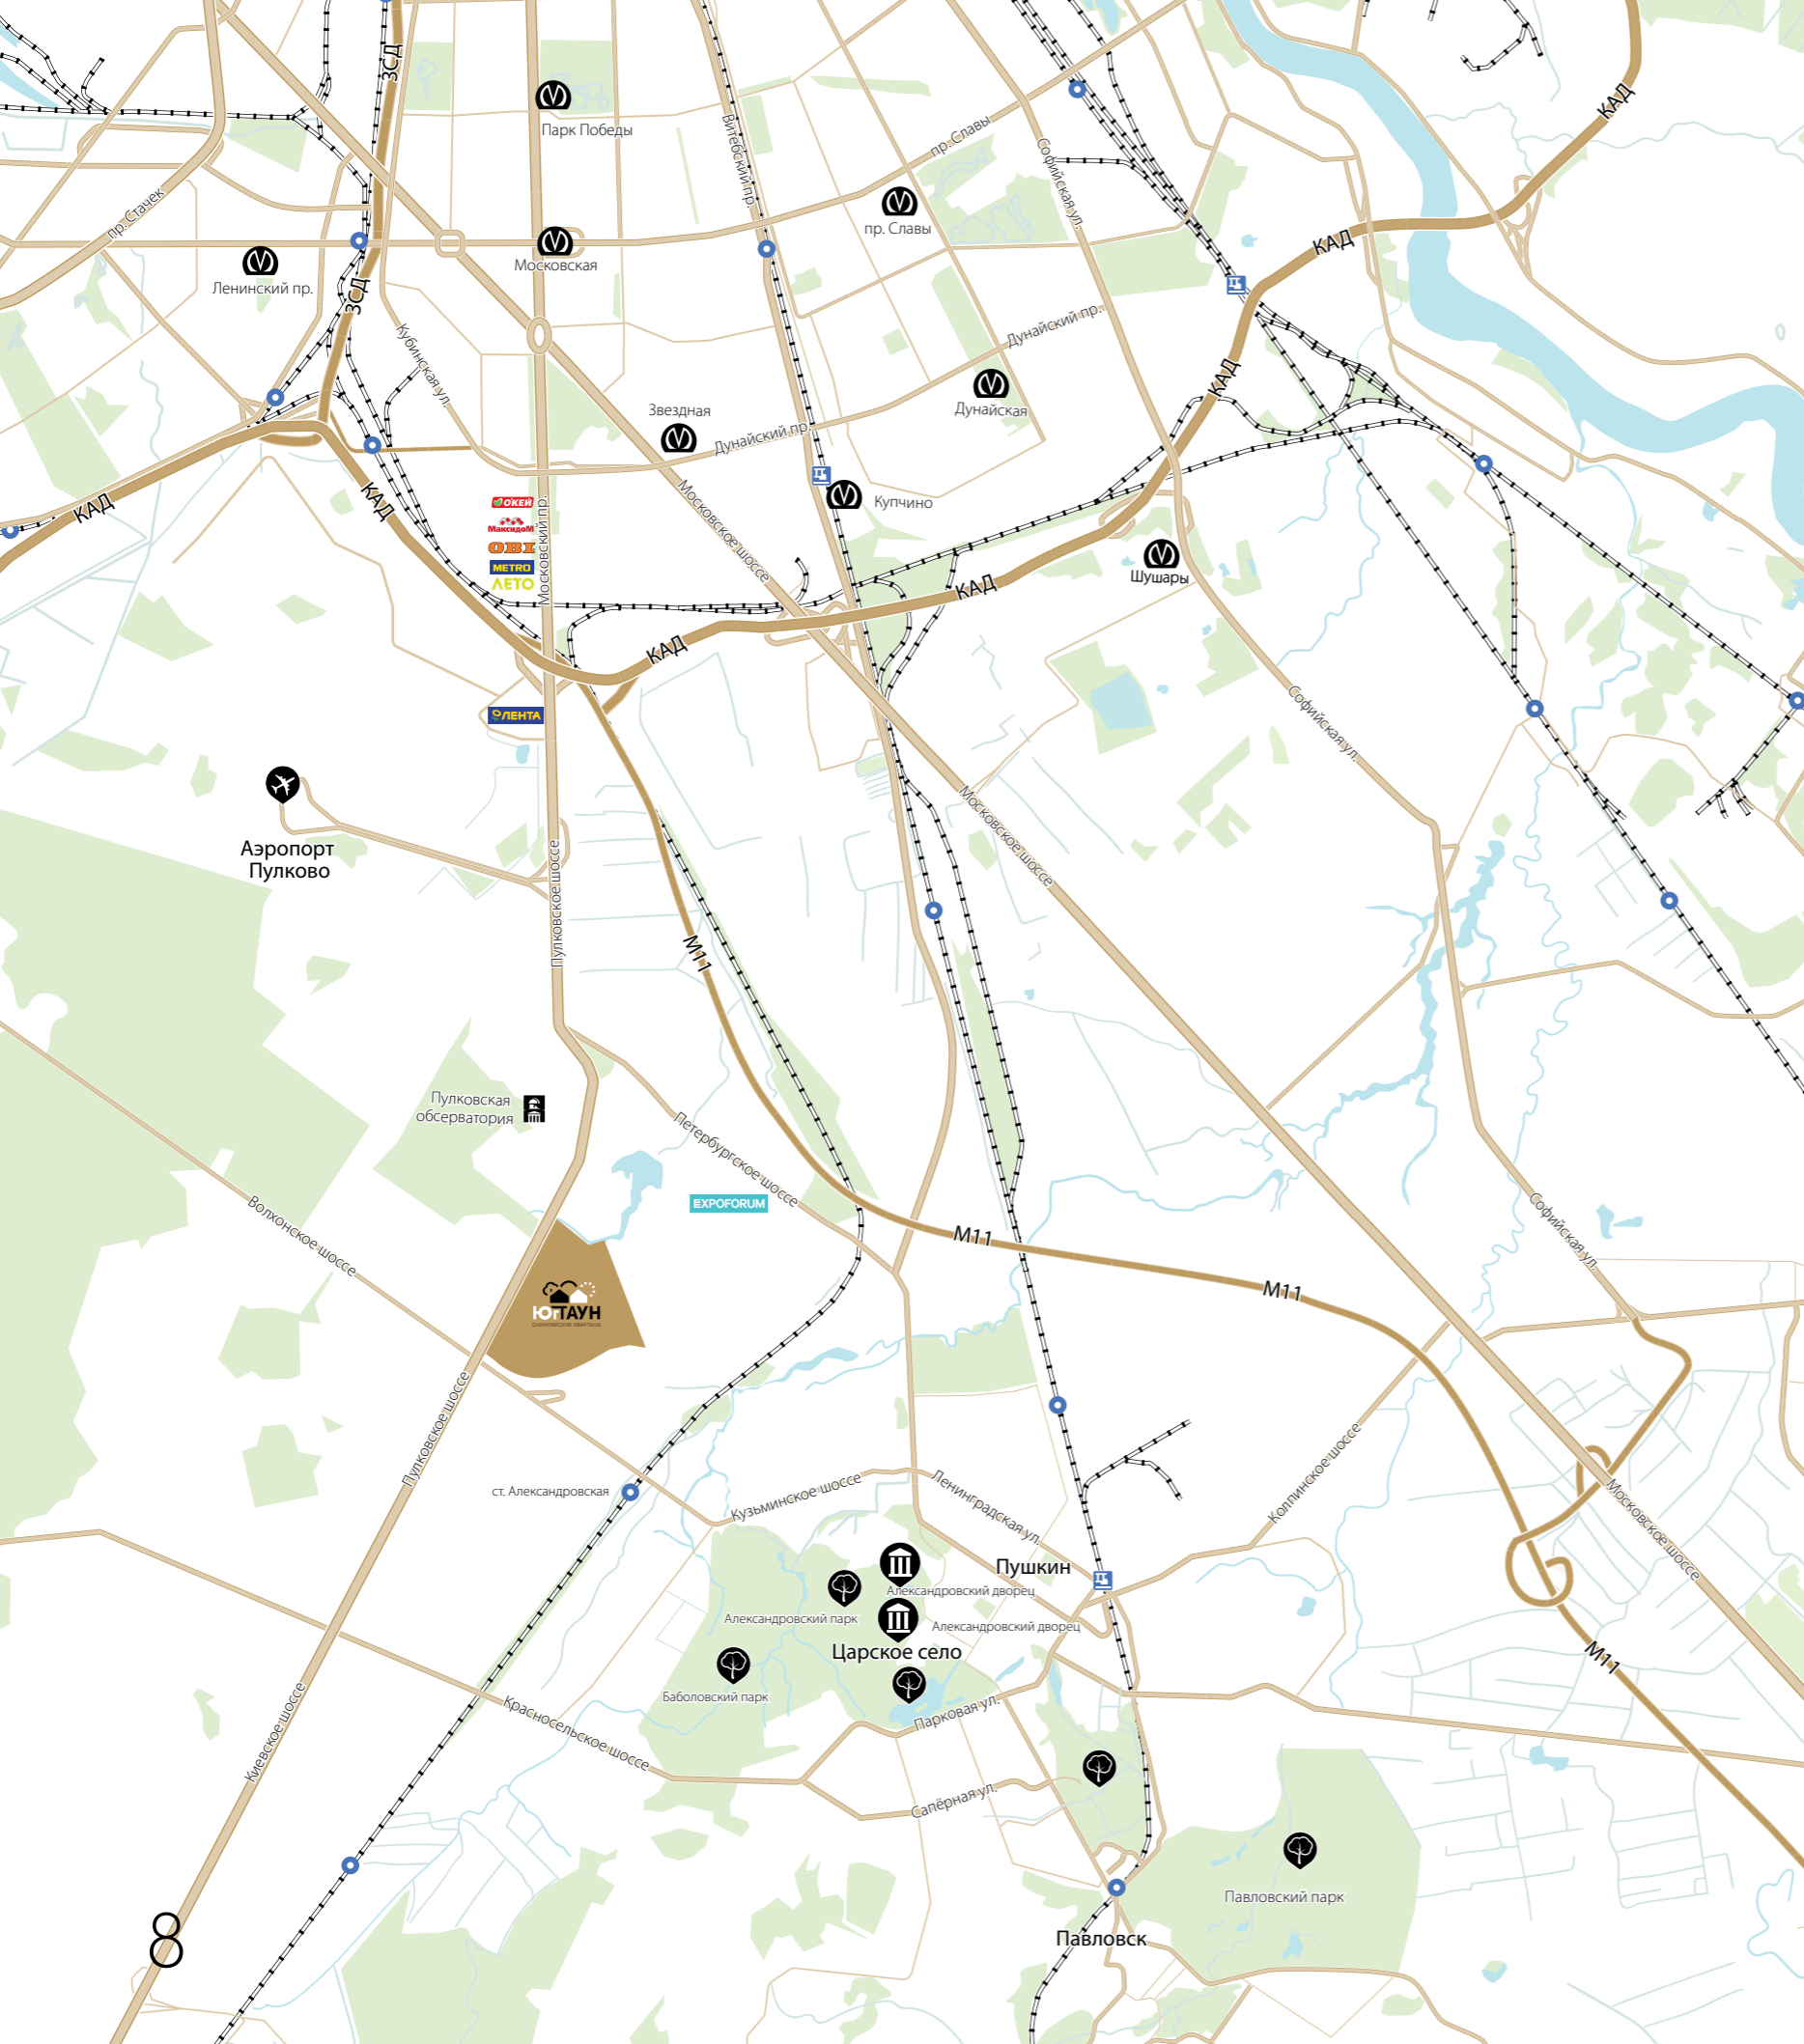 ЗСД
Парк Победы
Витебский пр.
пр. Славы
Софийская ул.
КАД
пр. Стачек
пр. Славы
КАД
Московская
Ленинский пр.
ЗСД
Кубинская ул.
Дунайский пр.
КАД
Звездная
Дунайская
Дунайский пр.
КАД
КАД
О'КЕЙ
Московский пр.
Московское шоссе
Купчино
МаксидоМ
OBI
METRO
ЛЕТО
Шушары
КАД
КАД
ЛЕНТА
Софийская ул.
Аэропорт
Пулково
Московское шоссе
Пулковское шоссе
М11
Пулковская
обсерватория
Петербургское шоссе
EXPOFORUM
Волхонское шоссе
М11
Софийская ул.
М11
ЮгТАУН
ОЛИМПИЙСКИЕ КВАРТАЛЫ
Пулковское шоссе
ст. Александровская
Кузьминское шоссе
Ленинградская ул.
Колпинское шоссе
Московское шоссе
Пушкин
Александровский дворец
Александровский парк
Александровский дворец
Царское село
М11
Баболовский парк
Киевское шоссе
Красносельское шоссе
Парковая ул.
Сапёрная ул.
Павловский парк
8
Павловск